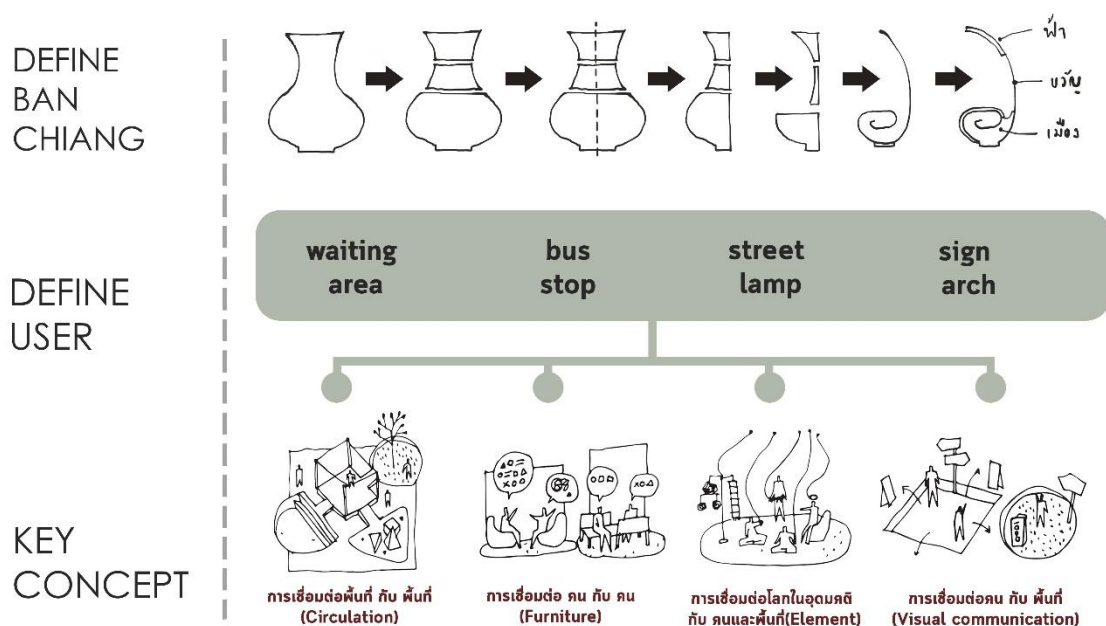 DEFINE
BAN
CHIANG
ฟ้า
ขวัญ
เมือง
DEFINE
USER
waiting
area
bus
stop
street
lamp
sign
arch
KEY
CONCEPT
การเชื่อมต่อพื้นที่ กับ พื้นที่
(Circulation)
การเชื่อมต่อ คน กับ คน
(Furniture)
การเชื่อมต่อโลกในอุดมคติ
กับ คนและพื้นที่(Element)
การเชื่อมต่อคน กับ พื้นที่
(Visual communication)